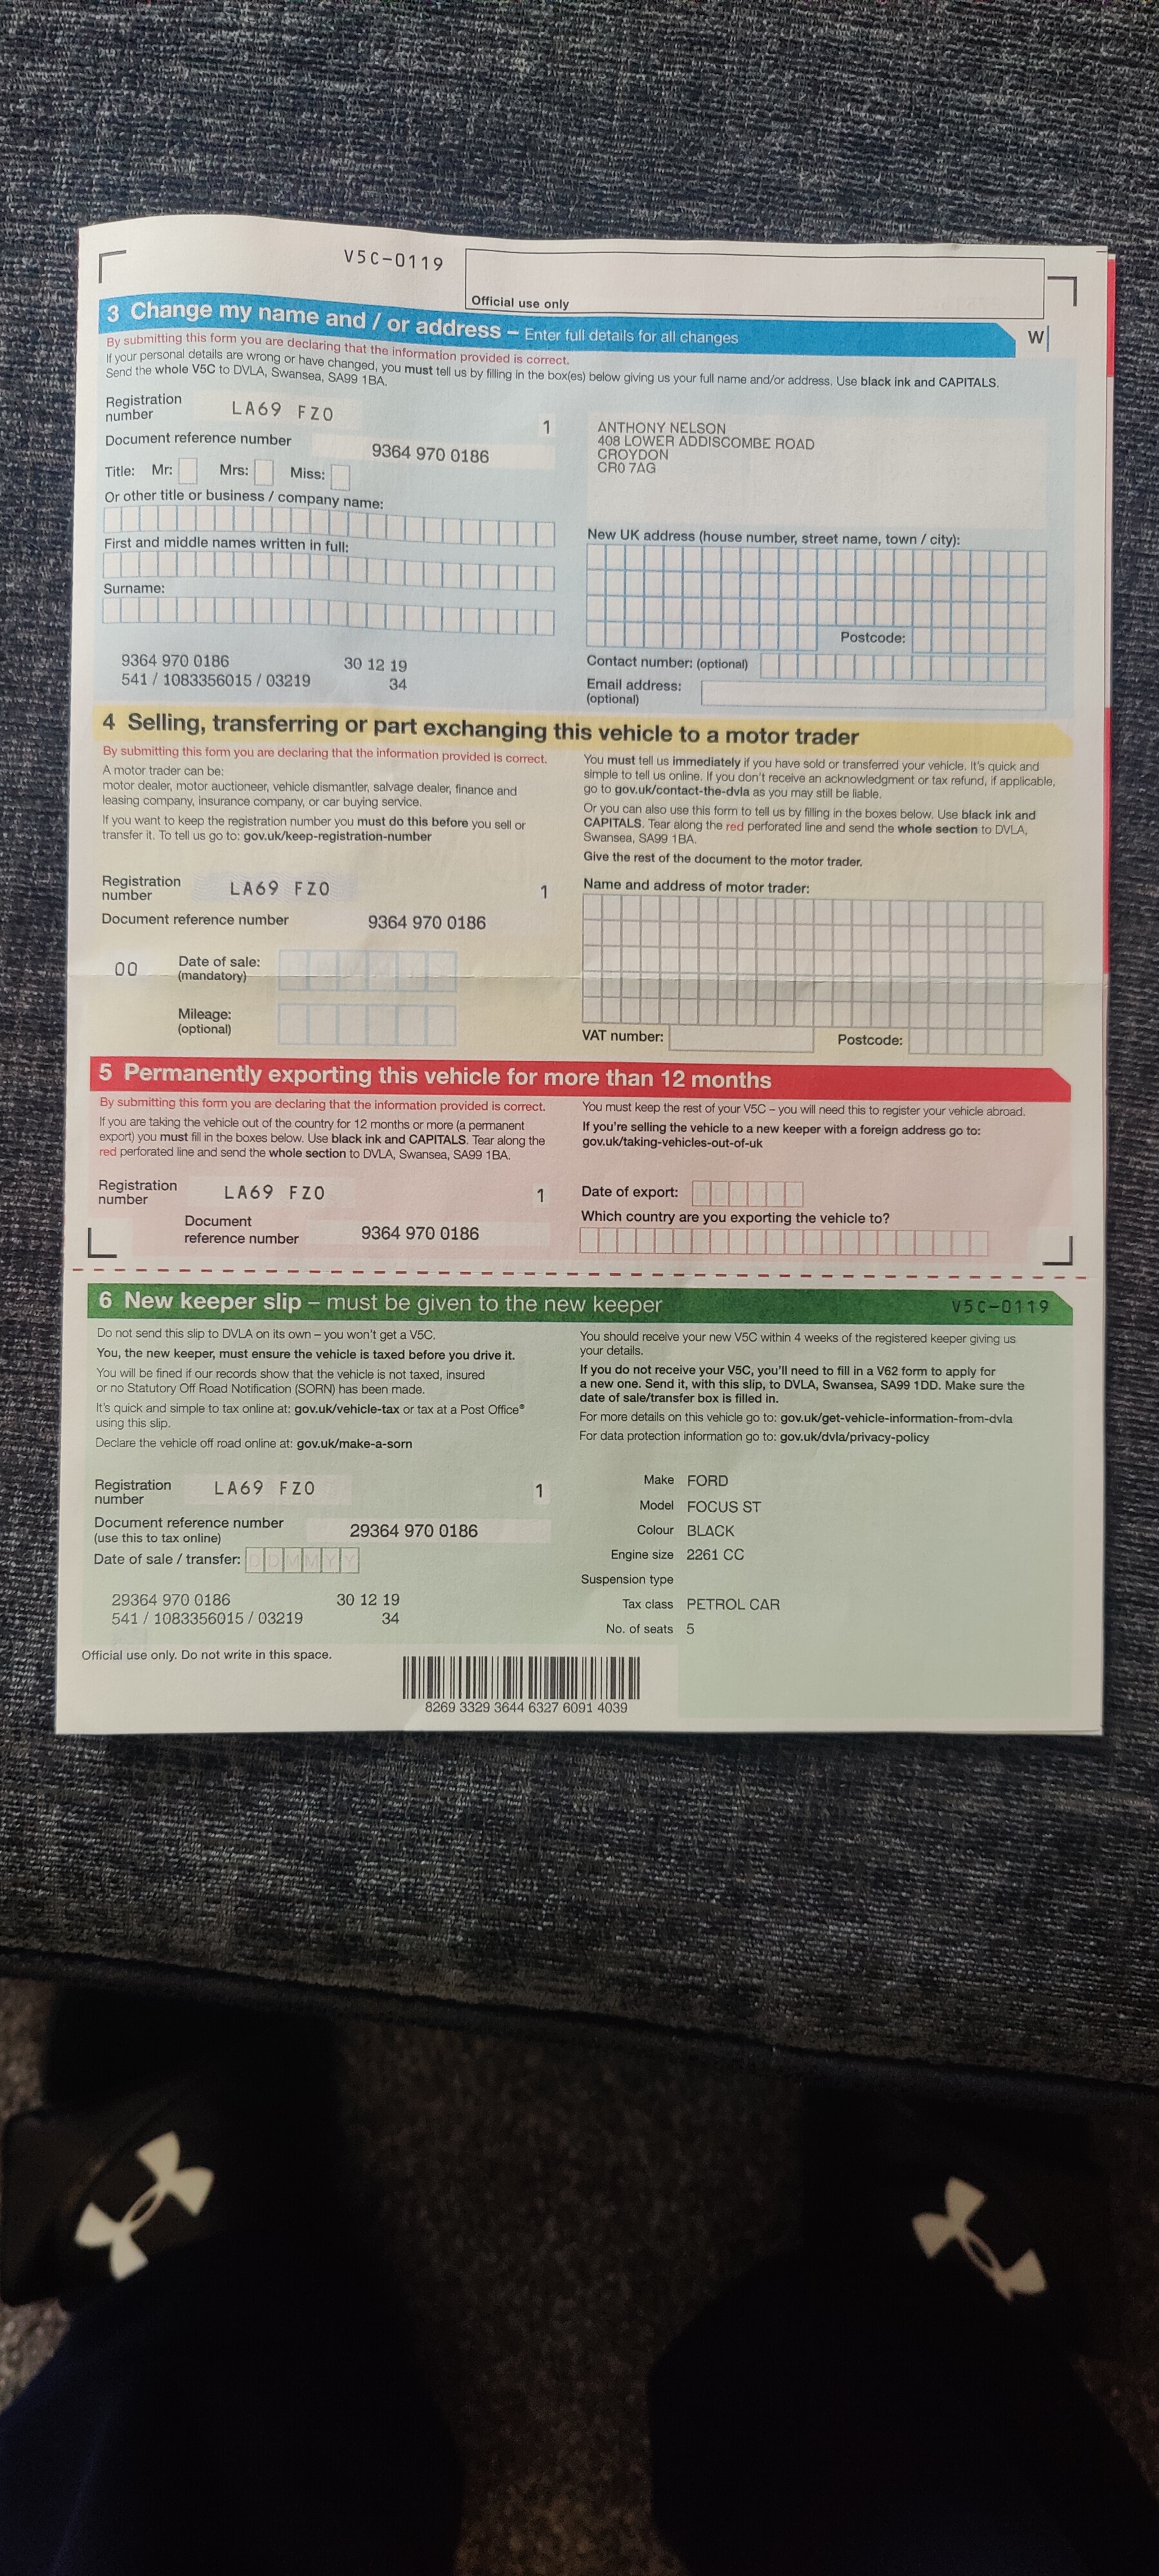 V5C-0119
Official use only
3 Change my name and / or address – Enter full details for all changes
W
By submitting this form you are declaring that the information provided is correct.
If your personal details are wrong or have changed, you must tell us by filling in the box(es) below giving us your full name and/or address. Use black ink and CAPITALS.
Send the whole V5C to DVLA, Swansea, SA99 1BA.
Registration
number
LA69 FZO
1
Document reference number
9364 970 0186
Title: Mr: Mrs: Miss:
Or other title or business / company name:
First and middle names written in full:
Surname:
9364 970 0186 30 12 19
541 / 1083356015 / 03219 34
ANTHONY NELSON
408 LOWER ADDISCOMBE ROAD
CROYDON
CR0 7AG
New UK address (house number, street name, town / city):
Postcode:
Contact number: (optional)
Email address:
(optional)
4 Selling, transferring or part exchanging this vehicle to a motor trader
By submitting this form you are declaring that the information provided is correct.
A motor trader can be:
motor dealer, motor auctioneer, vehicle dismantler, salvage dealer, finance and
leasing company, insurance company, or car buying service.
If you want to keep the registration number you must do this before you sell or
transfer it. To tell us go to: gov.uk/keep-registration-number
Registration
number
LA69 FZO
1
Document reference number
9364 970 0186
00
Date of sale:
(mandatory)
Mileage:
(optional)
You must tell us immediately if you have sold or transferred your vehicle. It's quick and
simple to tell us online. If you don't receive an acknowledgment or tax refund, if applicable,
go to gov.uk/contact-the-dvla as you may still be liable.
Or you can also use this form to tell us by filling in the boxes below. Use black ink and
CAPITALS. Tear along the red perforated line and send the whole section to DVLA,
Swansea, SA99 1BA.
Give the rest of the document to the motor trader.
Name and address of motor trader:
VAT number:
Postcode:
5 Permanently exporting this vehicle for more than 12 months
By submitting this form you are declaring that the information provided is correct.
If you are taking the vehicle out of the country for 12 months or more (a permanent
export) you must fill in the boxes below. Use black ink and CAPITALS. Tear along the
red perforated line and send the whole section to DVLA, Swansea, SA99 1BA.
Registration
number
LA69 FZO
1
Document
reference number
9364 970 0186
You must keep the rest of your V5C – you will need this to register your vehicle abroad.
If you're selling the vehicle to a new keeper with a foreign address go to:
gov.uk/taking-vehicles-out-of-uk
Date of export: DDMMYY
Which country are you exporting the vehicle to?
6 New keeper slip – must be given to the new keeper
V5C-0119
Do not send this slip to DVLA on its own – you won't get a V5C.
You, the new keeper, must ensure the vehicle is taxed before you drive it.
You will be fined if our records show that the vehicle is not taxed, insured
or no Statutory Off Road Notification (SORN) has been made.
It's quick and simple to tax online at: gov.uk/vehicle-tax or tax at a Post Office®
using this slip.
Declare the vehicle off road online at: gov.uk/make-a-sorn
Registration
number
LA69 FZO
1
Document reference number
(use this to tax online)
29364 970 0186
Date of sale / transfer: DDMMYY
29364 970 0186 30 12 19
541 / 1083356015 / 03219 34
You should receive your new V5C within 4 weeks of the registered keeper giving us
your details.
If you do not receive your V5C, you'll need to fill in a V62 form to apply for
a new one. Send it, with this slip, to DVLA, Swansea, SA99 1DD. Make sure the
date of sale/transfer box is filled in.
For more details on this vehicle go to: gov.uk/get-vehicle-information-from-dvla
For data protection information go to: gov.uk/dvla/privacy-policy
Make FORD
Model FOCUS ST
Colour BLACK
Engine size 2261 CC
Suspension type
Tax class PETROL CAR
No. of seats 5
Official use only. Do not write in this space.
8269 3329 3644 6327 6091 4039